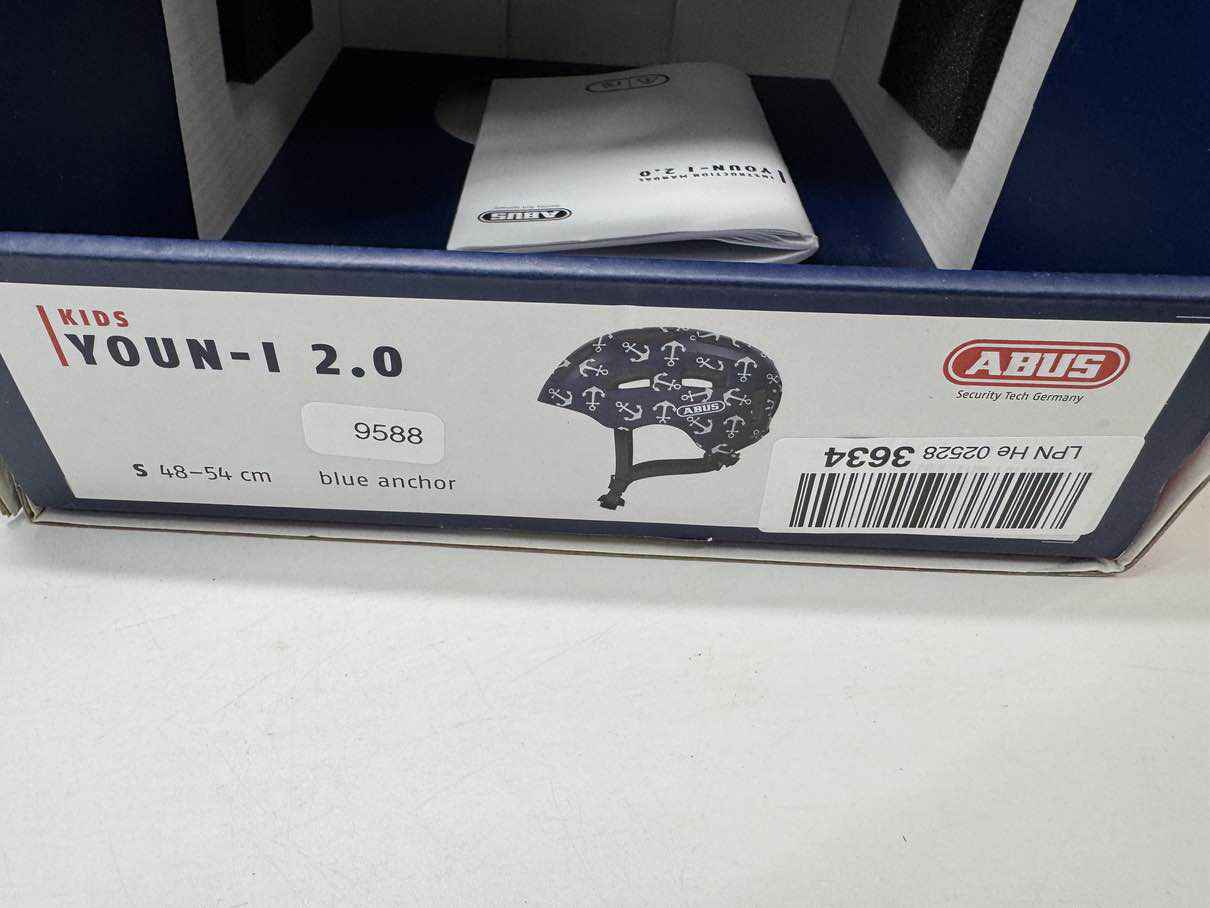 INSTRUCTION MANUAL
YOUN-I 2.0
ABUS
KIDS
YOUN-I 2.0
9588
S 48–54 cm
blue anchor
ABUS
ABUS
Security Tech Germany
LPN He 02528 3634